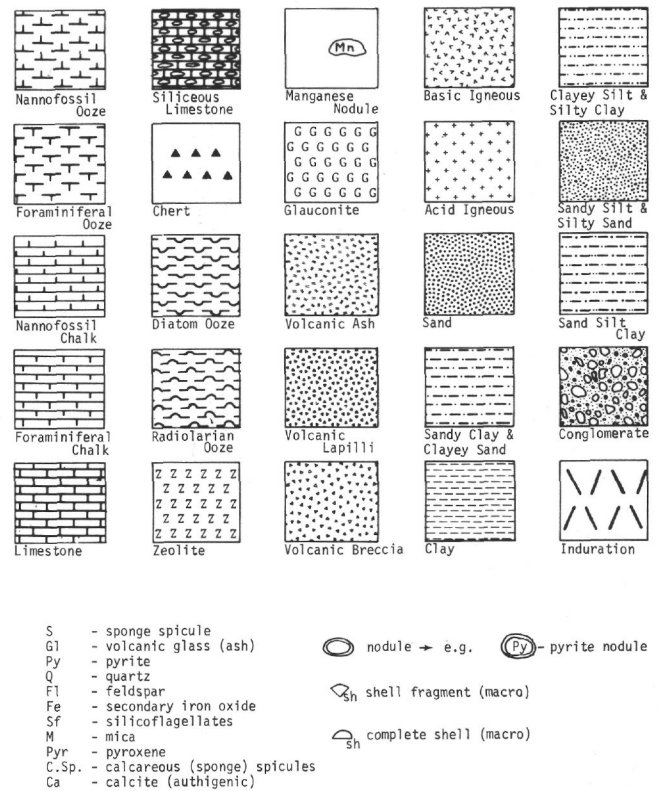 Mn
Nannofossil
Ooze
Siliceous
Limestone
Manganese
Nodule
Basic Igneous
Clayey Silt &
Silty Clay
G G G G G G
G G G G G G
G G G G G G
G G G G G G
G G G G G G
Foraminiferal
Ooze
Chert
Glauconite
Acid Igneous
Sandy Silt &
Silty Sand
Nannofossil
Chalk
Diatom Ooze
Volcanic Ash
Sand
Sand Silt
Clay
Foraminiferal
Chalk
Radiolarian
Ooze
Volcanic
Lapilli
Sandy Clay &
Clayey Sand
Conglomerate
Z Z Z Z Z Z
Z Z Z Z Z
Z Z Z Z Z Z
Z Z Z Z Z
Z Z Z Z Z Z
Limestone
Zeolite
Volcanic Breccia
Clay
Induration
S - sponge spicule
Gl - volcanic glass (ash)
Py - pyrite
Q - quartz
Fl - feldspar
Fe - secondary iron oxide
Sf - silicoflagellates
M - mica
Pyr - pyroxene
C.Sp. - calcareous (sponge) spicules
Ca - calcite (authigenic)
nodule → e.g. Py - pyrite nodule
sh shell fragment (macro)
sh complete shell (macro)